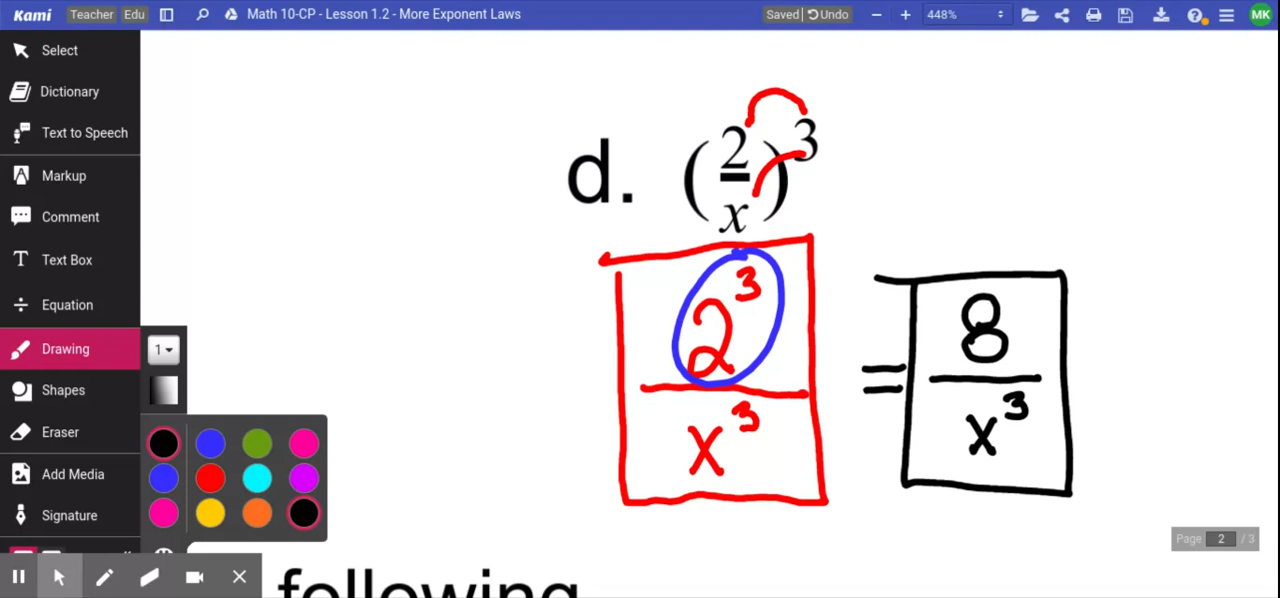 Kami Teacher Edu Math 10-CP - Lesson 1.2 - More Exponent Laws Saved Undo − + 448% ? MK
Select
Dictionary
Text to Speech
Markup
Comment
T Text Box
Equation
Drawing
1
Shapes
Eraser
Add Media
Signature
d. (2/x)^3
2^3
x^3
=
8
x^3
Page 2 / 3
following